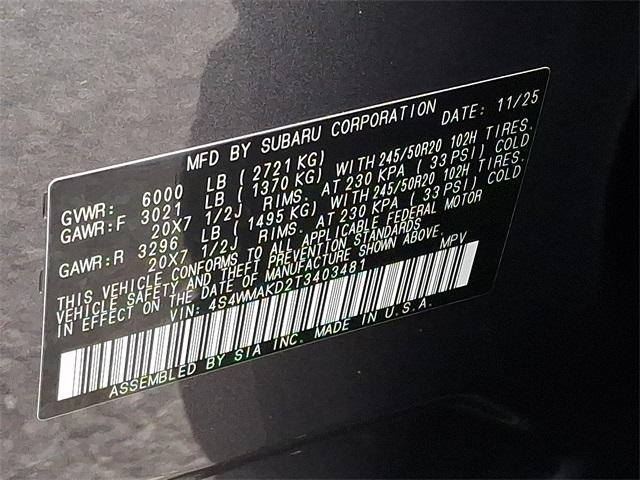 MFD BY SUBARU CORPORATION DATE: 11/25
GVWR: 6000 LB (2721 KG)
GAWR:F 3021 LB (1370 KG) WITH 245/50R20 102H TIRES.
20X7 1/2J RIMS. AT 230 KPA (33 PSI) COLD
GAWR:R 3296 LB (1495 KG) WITH 245/50R20 102H TIRES.
20X7 1/2J RIMS. AT 230 KPA (33 PSI) COLD
THIS VEHICLE CONFORMS TO ALL APPLICABLE FEDERAL MOTOR
VEHICLE SAFETY AND THEFT PREVENTION STANDARDS
IN EFFECT ON THE DATE OF MANUFACTURE SHOWN ABOVE.
VIN: 4S4WMAKD2T3403481 MPV
ASSEMBLED BY SIA INC. MADE IN U.S.A.